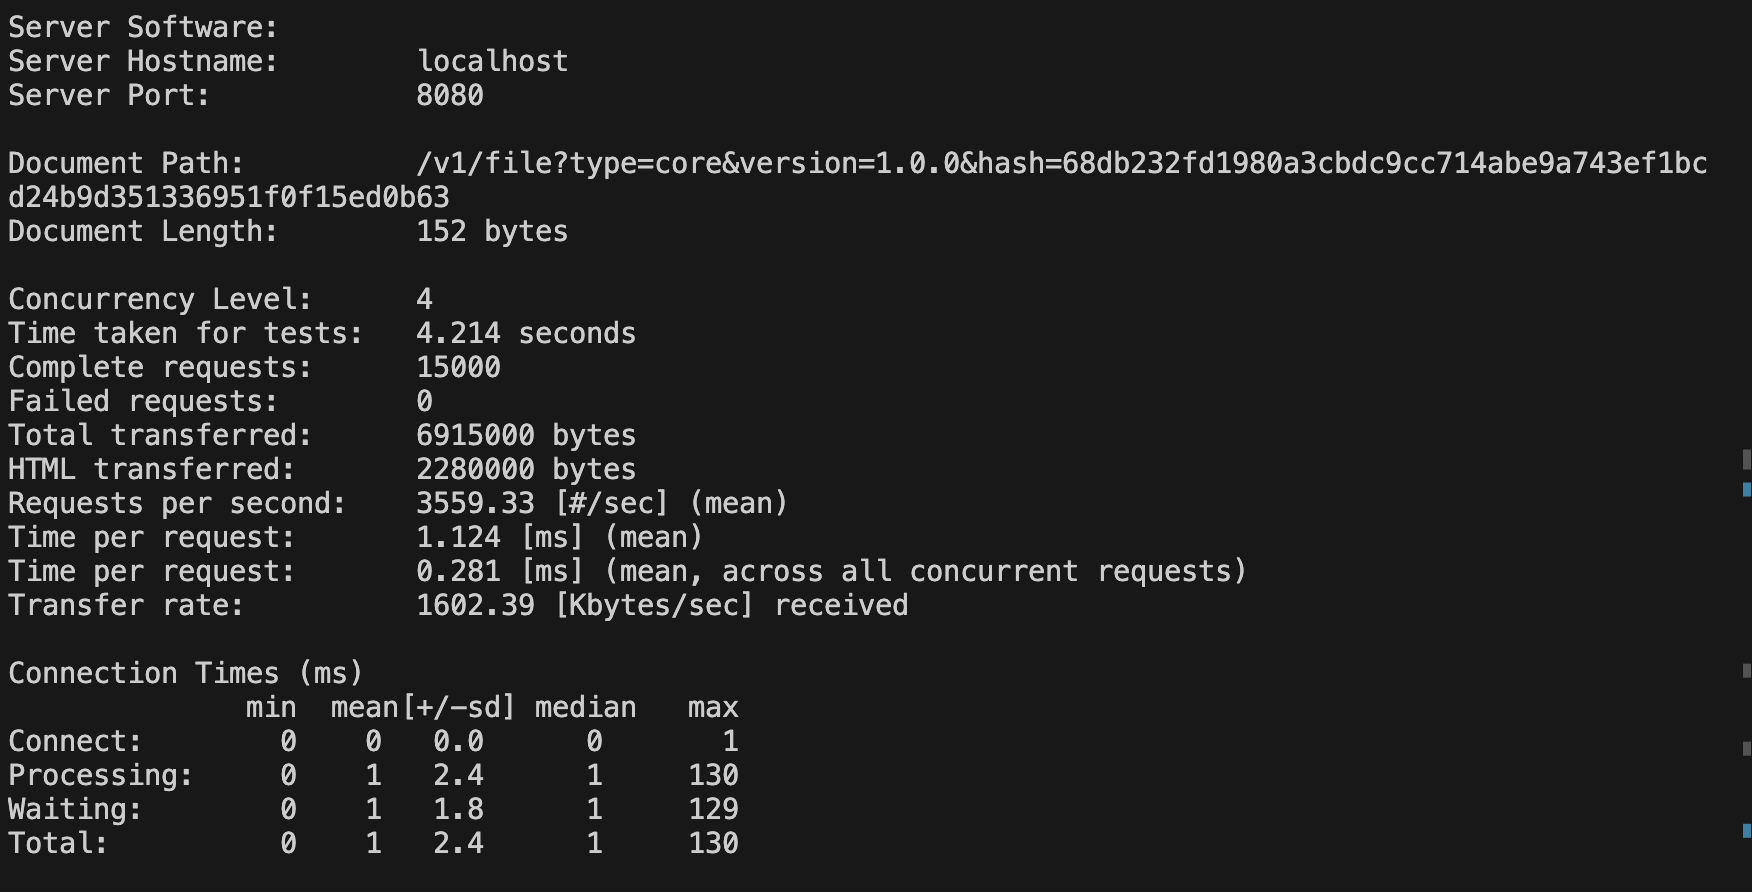 Server Software:
Server Hostname:        localhost
Server Port:            8080

Document Path:          /v1/file?type=core&version=1.0.0&hash=68db232fd1980a3cbdc9cc714abe9a743ef1bc
d24b9d351336951f0f15ed0b63
Document Length:        152 bytes

Concurrency Level:      4
Time taken for tests:   4.214 seconds
Complete requests:      15000
Failed requests:        0
Total transferred:      6915000 bytes
HTML transferred:       2280000 bytes
Requests per second:    3559.33 [#/sec] (mean)
Time per request:       1.124 [ms] (mean)
Time per request:       0.281 [ms] (mean, across all concurrent requests)
Transfer rate:          1602.39 [Kbytes/sec] received

Connection Times (ms)
              min  mean[+/-sd] median   max
Connect:        0    0   0.0      0       1
Processing:     0    1   2.4      1     130
Waiting:        0    1   1.8      1     129
Total:          0    1   2.4      1     130